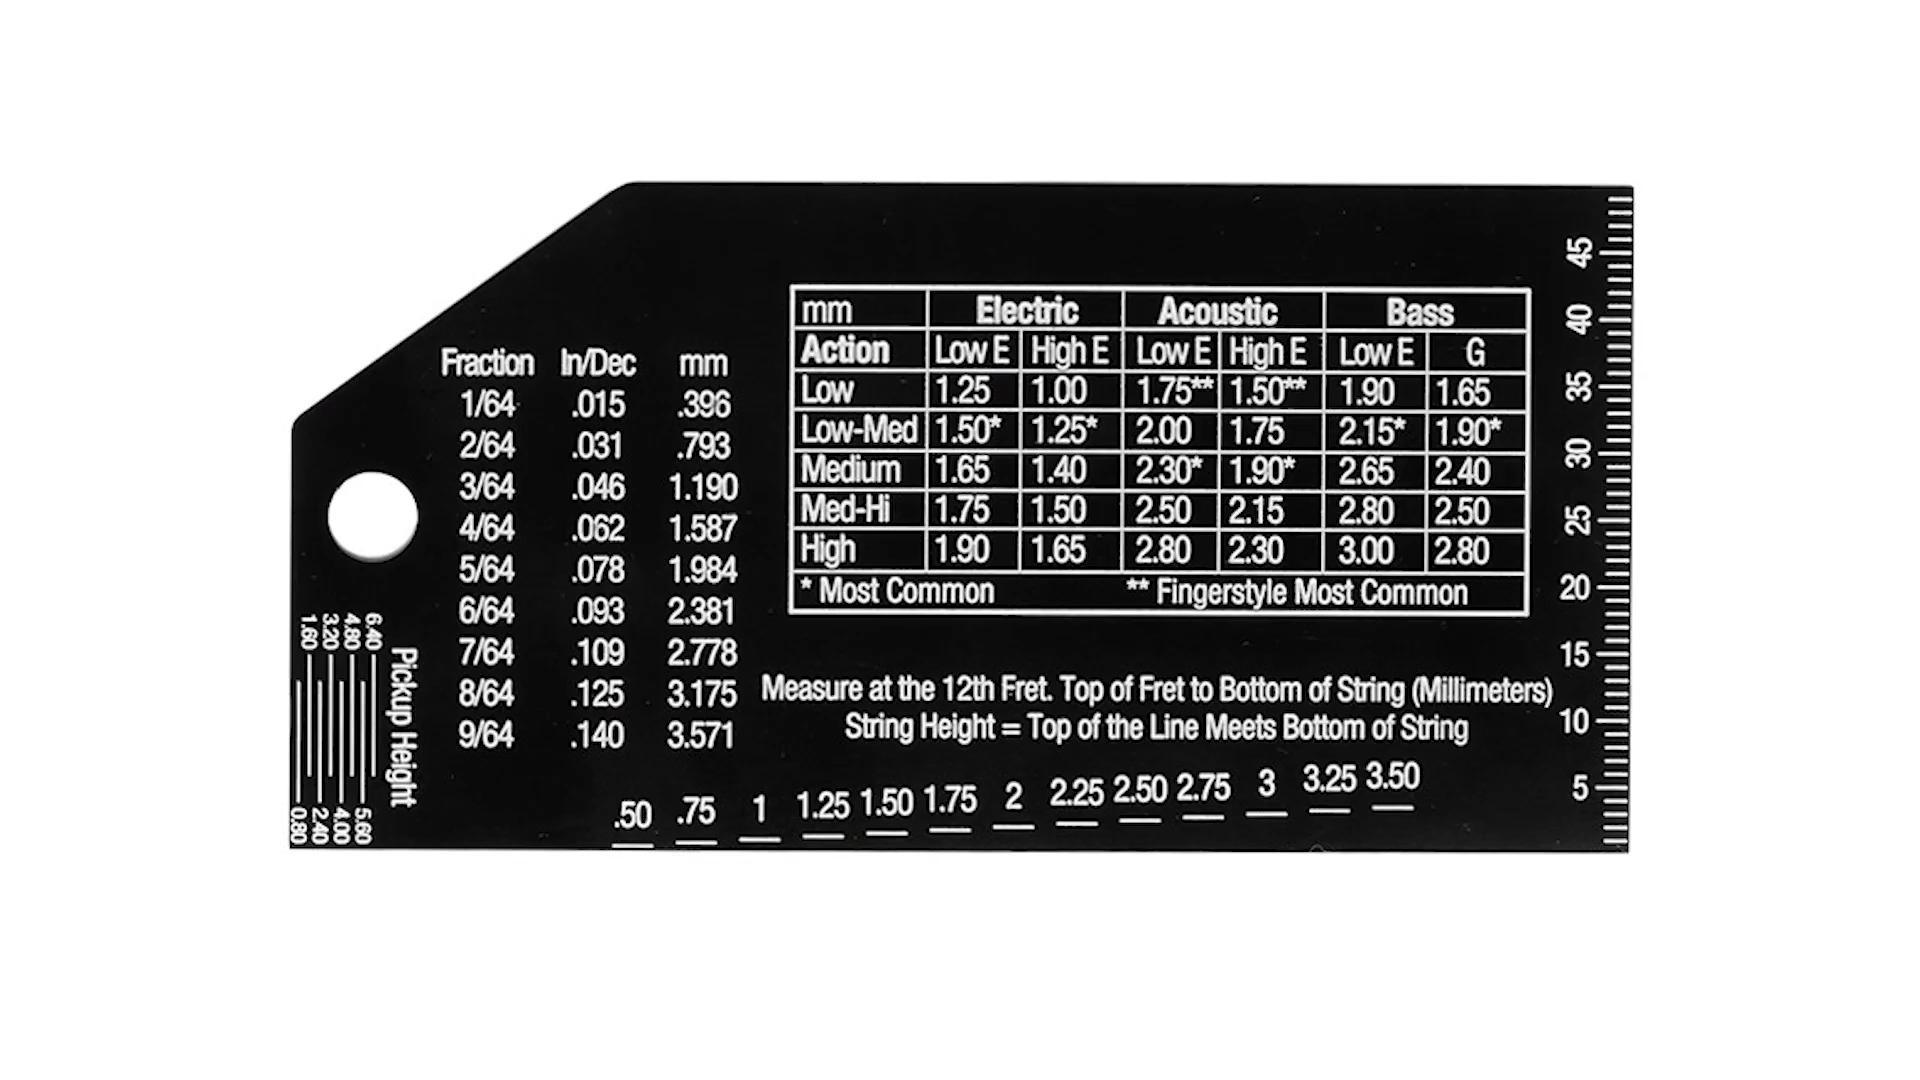 mm Electric Acoustic Bass
Action Low E High E Low E High E Low E G
Low 1.25 1.00 1.75** 1.50** 1.90 1.65
Low-Med 1.50* 1.25* 2.00 1.75 2.15* 1.90*
Medium 1.65 1.40 2.30* 1.90* 2.65 2.40
Med-Hi 1.75 1.50 2.50 2.15 2.80 2.50
High 1.90 1.65 2.80 2.30 3.00 2.80
* Most Common ** Fingerstyle Most Common
Fraction In/Dec mm
1/64 .015 .396
2/64 .031 .793
3/64 .046 1.190
4/64 .062 1.587
5/64 .078 1.984
6/64 .093 2.381
7/64 .109 2.778
8/64 .125 3.175
9/64 .140 3.571
Measure at the 12th Fret. Top of Fret to Bottom of String (Millimeters)
String Height = Top of the Line Meets Bottom of String
.50 .75 1 1.25 1.50 1.75 2 2.25 2.50 2.75 3 3.25 3.50
Pickup Height
6.40
4.80
3.20
1.60
5.60
4.00
2.40
0.80
45
40
35
30
25
20
15
10
5